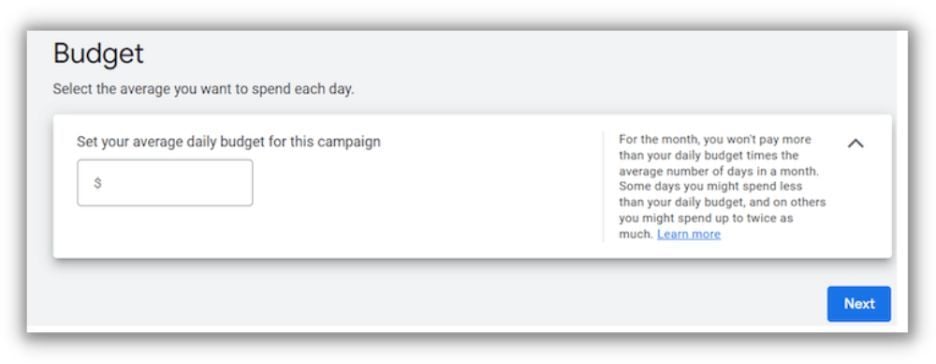 Budget
Select the average you want to spend each day.
Set your average daily budget for this campaign
$
For the month, you won't pay more
than your daily budget times the
average number of days in a month.
Some days you might spend less
than your daily budget, and on others
you might spend up to twice as
much. Learn more
Next